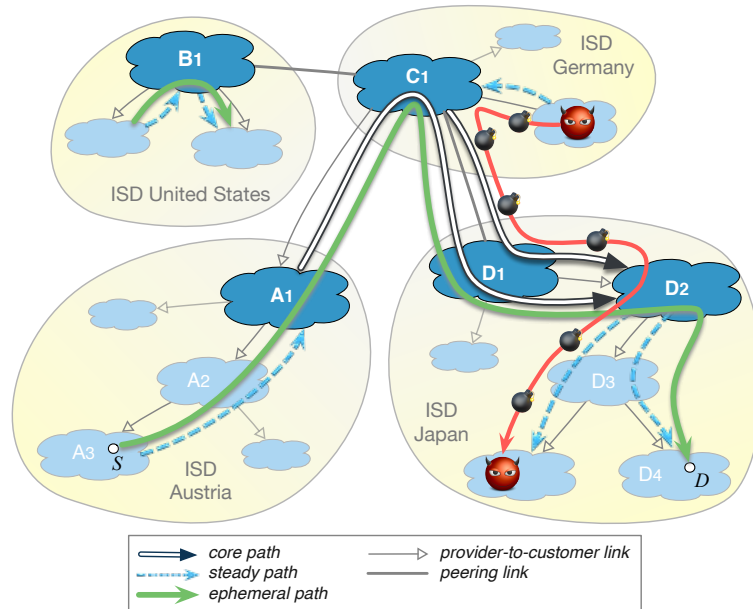 B1
C1
ISD
Germany
ISD United States
A1
D1
D2
A2
D3
A3
S
ISD
Austria
ISD
Japan
D4
D
core path
provider-to-customer link
steady path
peering link
ephemeral path